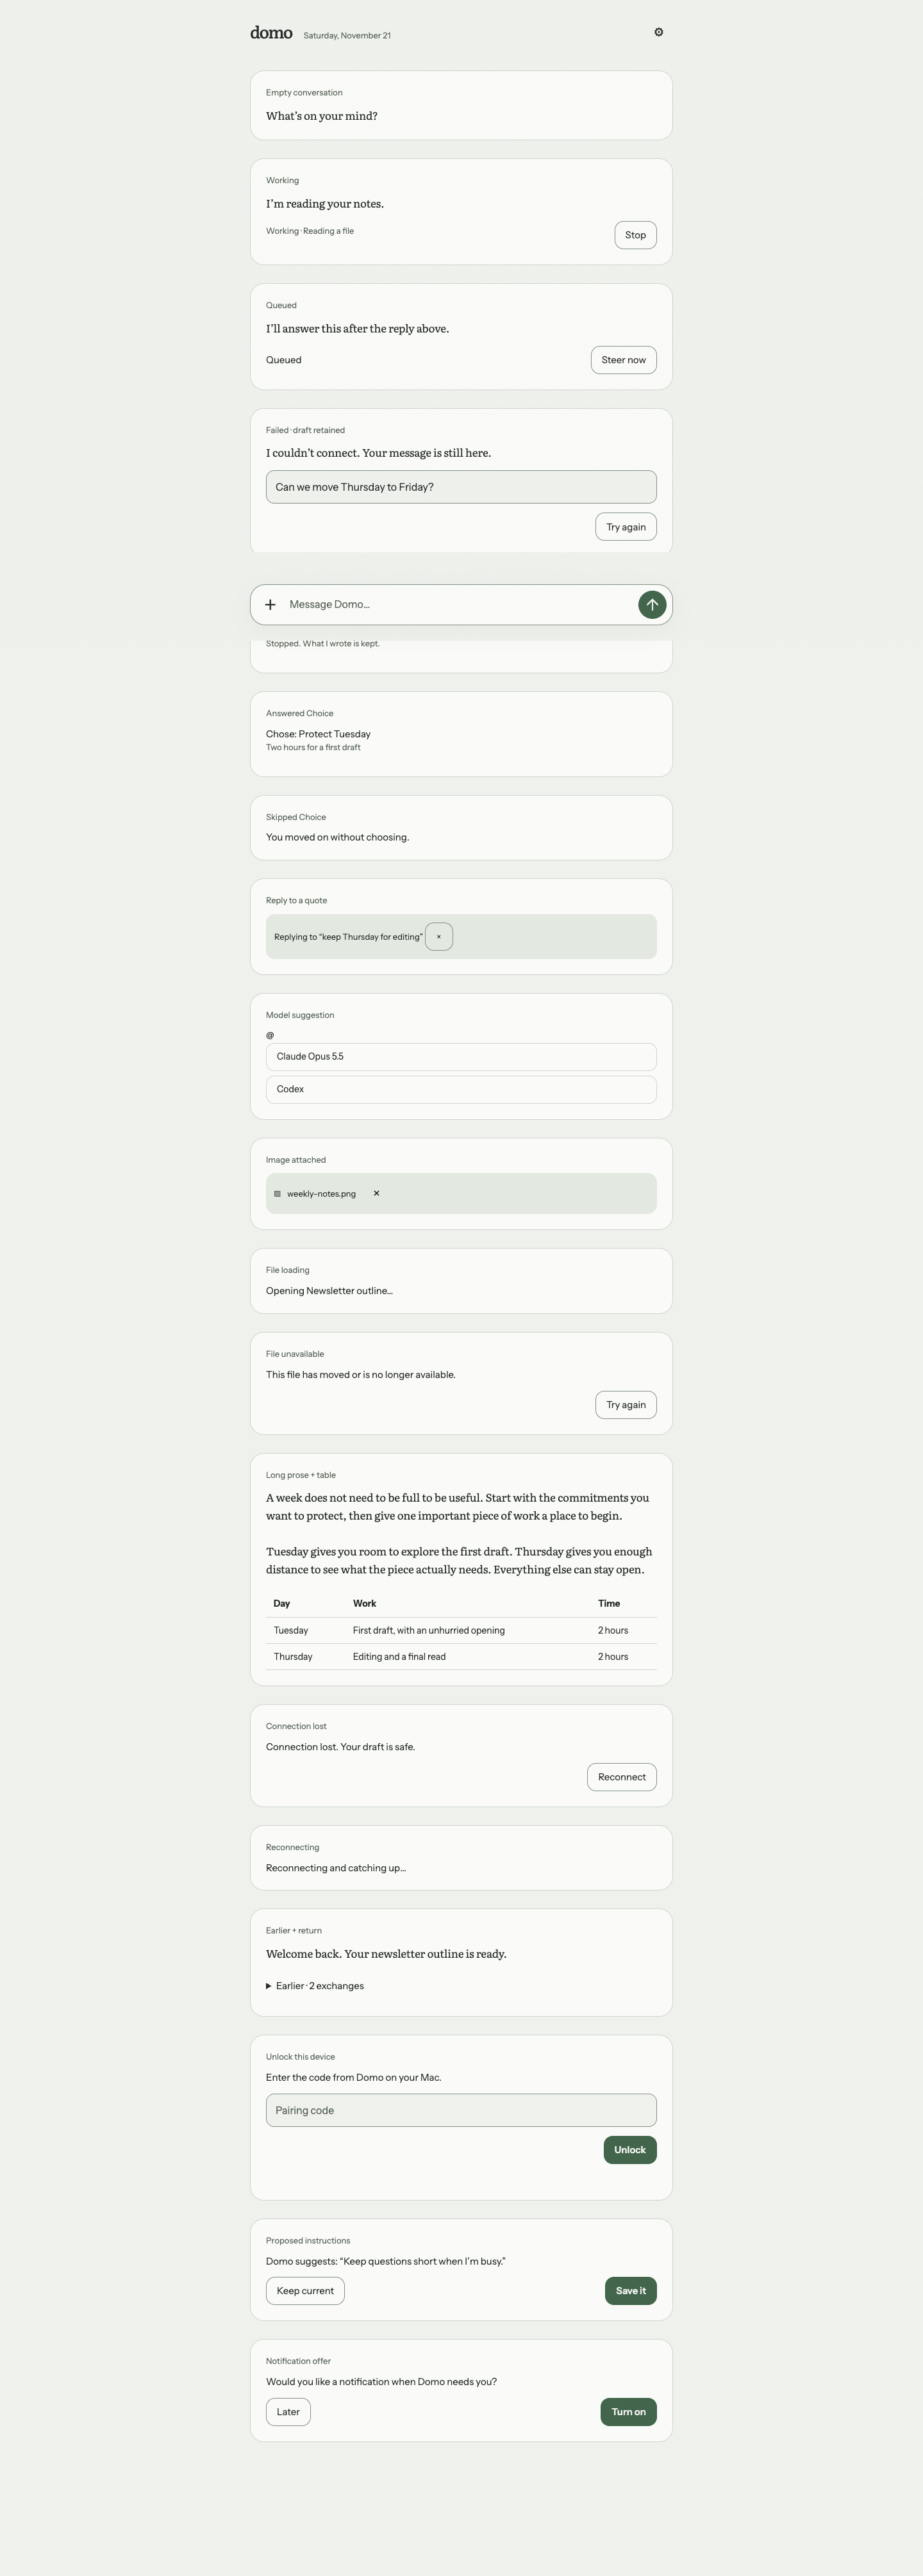 domo Saturday, November 21
Empty conversation
What's on your mind?
Working
I'm reading your notes.
Working · Reading a file
Stop
Queued
I'll answer this after the reply above.
Queued
Steer now
Failed · draft retained
I couldn't connect. Your message is still here.
Can we move Thursday to Friday?
Try again
Message Domo...
Stopped. What I wrote is kept.
Answered Choice
Chose: Protect Tuesday
Two hours for a first draft
Skipped Choice
You moved on without choosing.
Reply to a quote
Replying to “keep Thursday for editing” ×
Model suggestion
@
Claude Opus 5.5
Codex
Image attached
weekly-notes.png ×
File loading
Opening Newsletter outline...
File unavailable
This file has moved or is no longer available.
Try again
Long prose + table
A week does not need to be full to be useful. Start with the commitments you
want to protect, then give one important piece of work a place to begin.
Tuesday gives you room to explore the first draft. Thursday gives you enough
distance to see what the piece actually needs. Everything else can stay open.
Day Work Time
Tuesday First draft, with an unhurried opening 2 hours
Thursday Editing and a final read 2 hours
Connection lost
Connection lost. Your draft is safe.
Reconnect
Reconnecting
Reconnecting and catching up...
Earlier + return
Welcome back. Your newsletter outline is ready.
Earlier · 2 exchanges
Unlock this device
Enter the code from Domo on your Mac.
Pairing code
Unlock
Proposed instructions
Domo suggests: “Keep questions short when I'm busy.”
Keep current
Save it
Notification offer
Would you like a notification when Domo needs you?
Later
Turn on